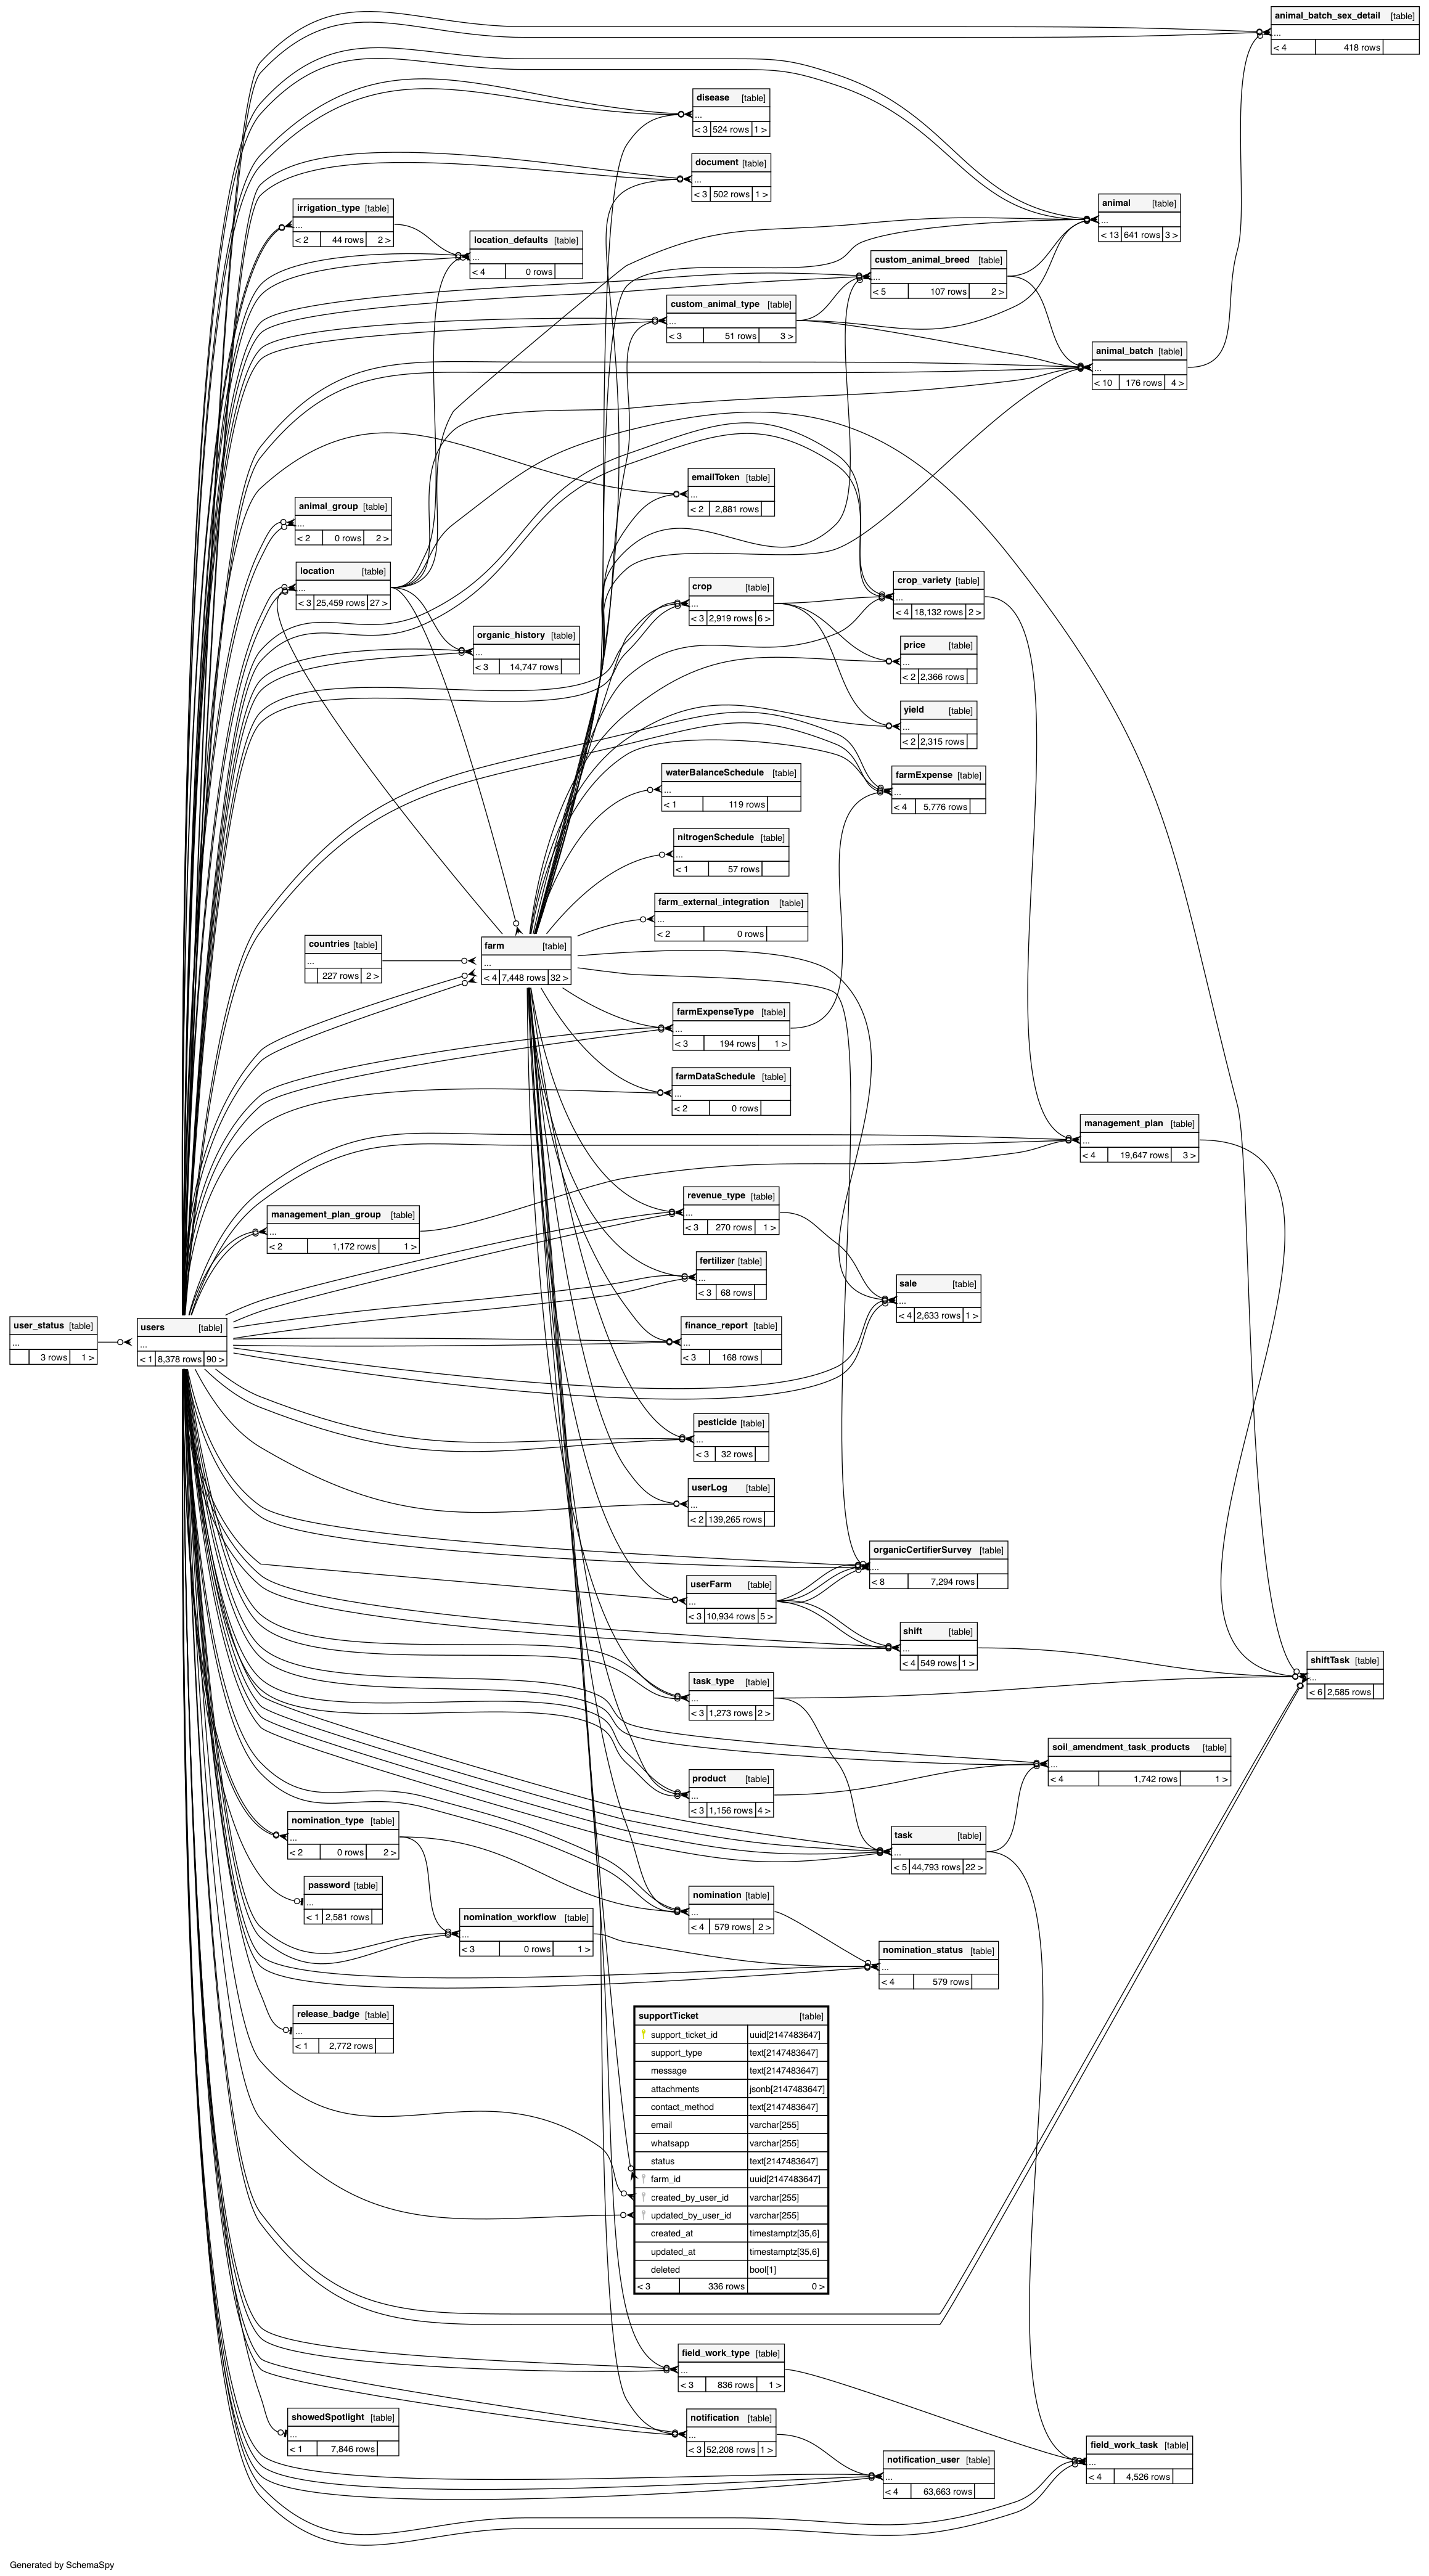 animal_batch_sex_detail [table]
...
< 4 418 rows
disease [table]
...
< 3 524 rows 1 >
document [table]
...
< 3 502 rows 1 >
animal [table]
...
< 13 641 rows 3 >
irrigation_type [table]
...
< 2 44 rows 2 >
location_defaults [table]
...
< 4 0 rows
custom_animal_breed [table]
...
< 5 107 rows 2 >
custom_animal_type [table]
...
< 3 51 rows 3 >
animal_batch [table]
...
< 10 176 rows 4 >
emailToken [table]
...
< 2 2,881 rows
animal_group [table]
...
< 2 0 rows 2 >
location [table]
...
< 3 25,459 rows 27 >
crop [table]
...
< 3 2,919 rows 6 >
crop_variety [table]
...
< 4 18,132 rows 2 >
organic_history [table]
...
< 3 14,747 rows
price [table]
...
< 2 2,366 rows
yield [table]
...
< 2 2,315 rows
waterBalanceSchedule [table]
...
< 1 119 rows
farmExpense [table]
...
< 4 5,776 rows
nitrogenSchedule [table]
...
< 1 57 rows
farm_external_integration [table]
...
< 2 0 rows
countries [table]
...
227 rows 2 >
farm [table]
...
< 4 7,448 rows 32 >
farmExpenseType [table]
...
< 3 194 rows 1 >
farmDataSchedule [table]
...
< 2 0 rows
management_plan [table]
...
< 4 19,647 rows 3 >
revenue_type [table]
...
< 3 270 rows 1 >
management_plan_group [table]
...
< 2 1,172 rows 1 >
fertilizer [table]
...
< 3 68 rows
sale [table]
...
< 4 2,633 rows 1 >
user_status [table]
...
3 rows 1 >
users [table]
...
< 1 8,378 rows 90 >
finance_report [table]
...
< 3 168 rows
pesticide [table]
...
< 3 32 rows
userLog [table]
...
< 2 139,265 rows
organicCertifierSurvey [table]
...
< 8 7,294 rows
userFarm [table]
...
< 3 10,934 rows 5 >
shift [table]
...
< 4 549 rows 1 >
shiftTask [table]
...
< 6 2,585 rows
task_type [table]
...
< 3 1,273 rows 2 >
soil_amendment_task_products [table]
...
< 4 1,742 rows 1 >
product [table]
...
< 3 1,156 rows 4 >
nomination_type [table]
...
< 2 0 rows 2 >
task [table]
...
< 5 44,793 rows 22 >
password [table]
...
< 1 2,581 rows
nomination [table]
...
< 4 579 rows 2 >
nomination_workflow [table]
...
< 3 0 rows 1 >
nomination_status [table]
...
< 4 579 rows
release_badge [table]
...
< 1 2,772 rows
supportTicket [table]
support_ticket_id uuid[2147483647]
support_type text[2147483647]
message text[2147483647]
attachments jsonb[2147483647]
contact_method text[2147483647]
email varchar[255]
whatsapp varchar[255]
status text[2147483647]
farm_id uuid[2147483647]
created_by_user_id varchar[255]
updated_by_user_id varchar[255]
created_at timestamptz[35,6]
updated_at timestamptz[35,6]
deleted bool[1]
< 3 336 rows 0 >
field_work_type [table]
...
< 3 836 rows 1 >
showedSpotlight [table]
...
< 1 7,846 rows
notification [table]
...
< 3 52,208 rows 1 >
field_work_task [table]
...
< 4 4,526 rows
notification_user [table]
...
< 4 63,663 rows
Generated by SchemaSpy